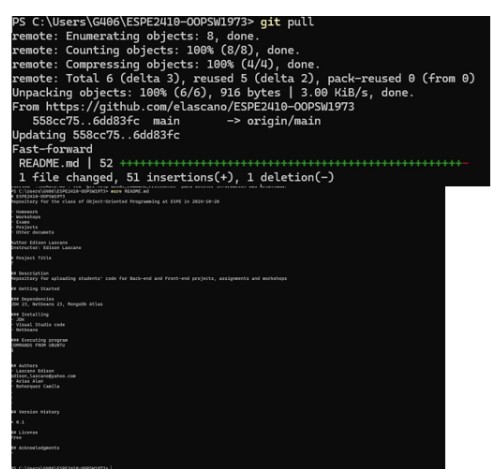 PS C:\Users\G406\ESPE2410-OOPSW1973> git pull
remote: Enumerating objects: 8, done.
remote: Counting objects: 100% (8/8), done.
remote: Compressing objects: 100% (4/4), done.
remote: Total 6 (delta 3), reused 5 (delta 2), pack-reused 0 (from 0)
Unpacking objects: 100% (6/6), 916 bytes | 3.00 KiB/s, done.
From https://github.com/elascano/ESPE2410-OOPSW1973
558cc75..6dd83fc main -> origin/main
Updating 558cc75..6dd83fc
Fast-forward
README.md | 52 +++++++++++++++++++++++++++++++++++++++++++++++++++-
1 file changed, 51 insertions(+), 1 deletion(-)
PS C:\Users\G406\ESPE2410-OOPSW1973> more README.md
# ESPE2410-OOPSW1973
Repository for the class of Object-Oriented Programming at ESPE in
- Homework
- Workshops
- Exams
- Projects
- Other documets
Author Edison Lascano
Instructor: Edison Lascano
# Project Title
## Description
Repository for uploading students' code for Back-end and Front-end projects, assignments and workshops
## Getting Started
### Dependencies
JDK 23, NetBeans 23, MongoDB Atlas
### Installing
- JDK
- Visual Studio code
- NetBeans
### Executing program
COMMANDS FROM UBUNTU
## Authors
- Lascano Edison
edison_lascano@yahoo.com
- Arias Alan
- Bohorquez Camilla
## Version History
* 0.1
## License
Free
## Acknowledgments
PS C:\Users\G406\ESPE2410-OOPSW1973>